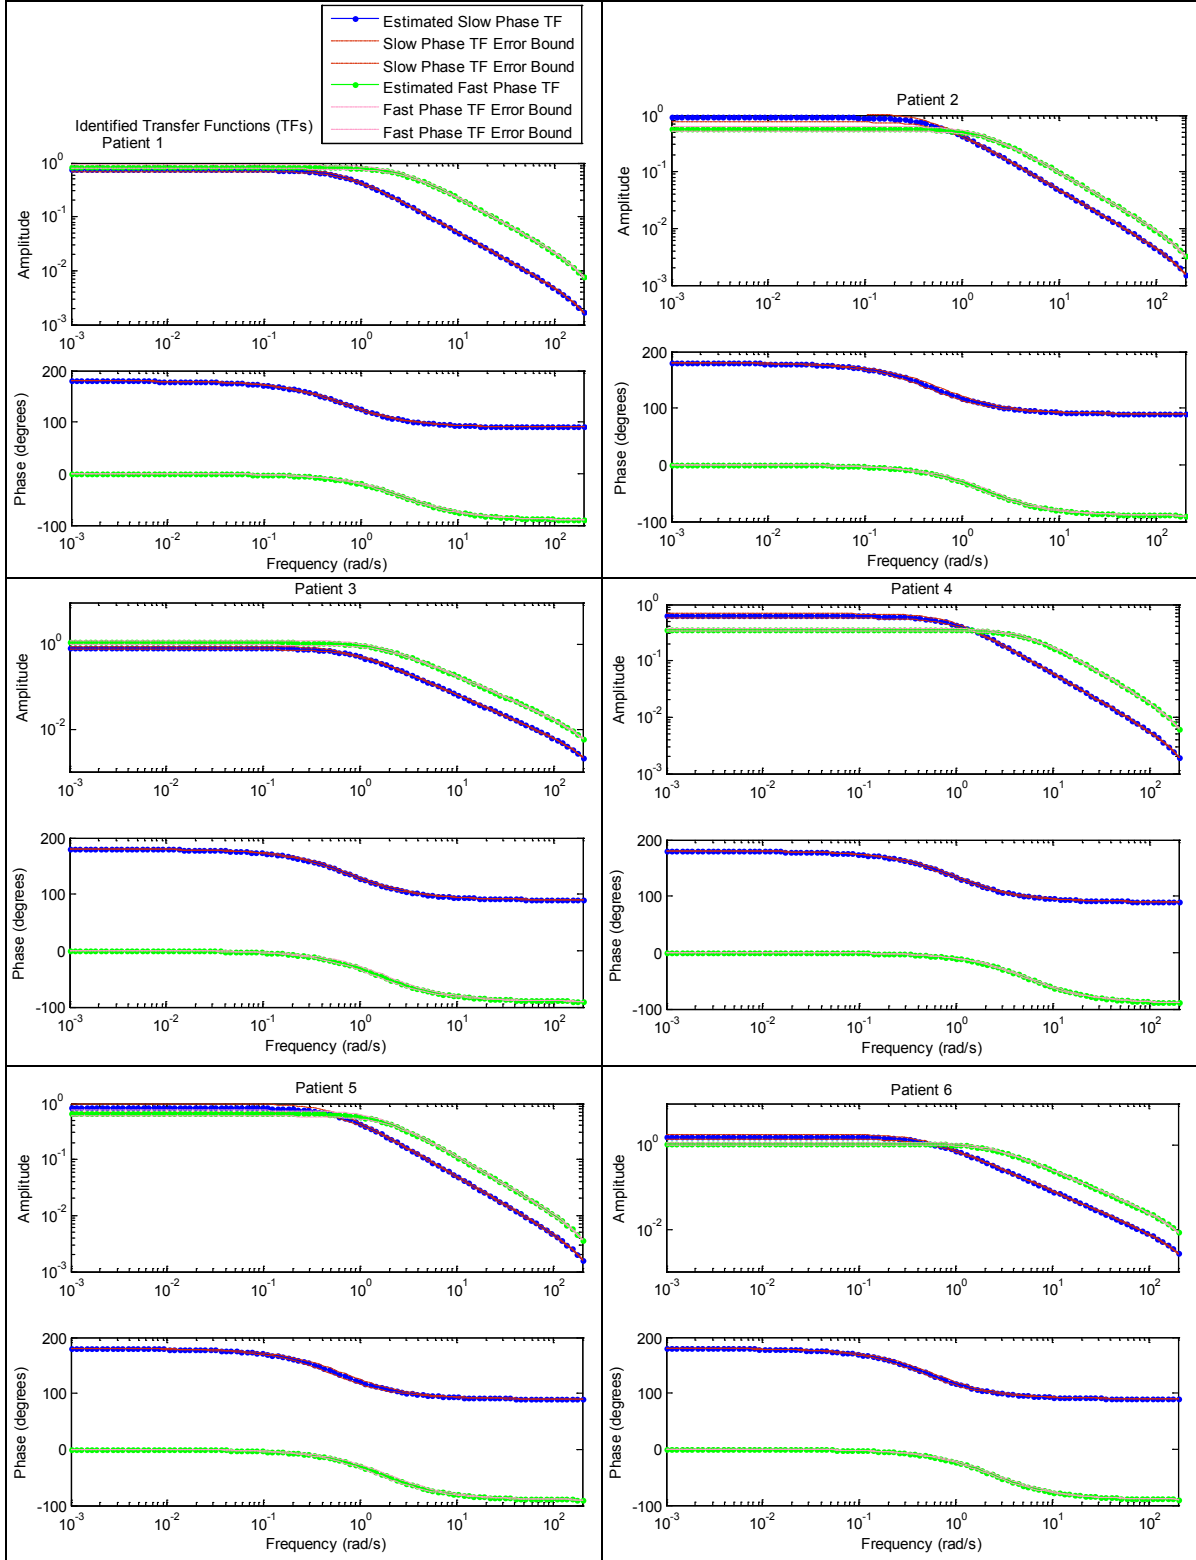 Estimated Slow Phase TF
Slow Phase TF Error Bound
Slow Phase TF Error Bound
Estimated Fast Phase TF
Fast Phase TF Error Bound
Fast Phase TF Error Bound
Identified Transfer Functions (TFs)
Patient 1
Amplitude
10^0
10^-1
10^-2
10^-3
10^-3 10^-2 10^-1 10^0 10^1 10^2
Phase (degrees)
200
100
0
-100
10^-3 10^-2 10^-1 10^0 10^1 10^2
Frequency (rad/s)
Patient 2
Amplitude
10^0
10^-1
10^-2
10^-3
10^-3 10^-2 10^-1 10^0 10^1 10^2
Phase (degrees)
200
100
0
-100
10^-3 10^-2 10^-1 10^0 10^1 10^2
Frequency (rad/s)
Patient 3
Amplitude
10^0
10^-2
10^-3 10^-2 10^-1 10^0 10^1 10^2
Phase (degrees)
200
100
0
-100
10^-3 10^-2 10^-1 10^0 10^1 10^2
Frequency (rad/s)
Patient 4
Amplitude
10^0
10^-1
10^-2
10^-3
10^-3 10^-2 10^-1 10^0 10^1 10^2
Phase (degrees)
200
100
0
-100
10^-3 10^-2 10^-1 10^0 10^1 10^2
Frequency (rad/s)
Patient 5
Amplitude
10^0
10^-1
10^-2
10^-3
10^-3 10^-2 10^-1 10^0 10^1 10^2
Phase (degrees)
200
100
0
-100
10^-3 10^-2 10^-1 10^0 10^1 10^2
Frequency (rad/s)
Patient 6
Amplitude
10^0
10^-2
10^-3 10^-2 10^-1 10^0 10^1 10^2
Phase (degrees)
200
100
0
-100
10^-3 10^-2 10^-1 10^0 10^1 10^2
Frequency (rad/s)